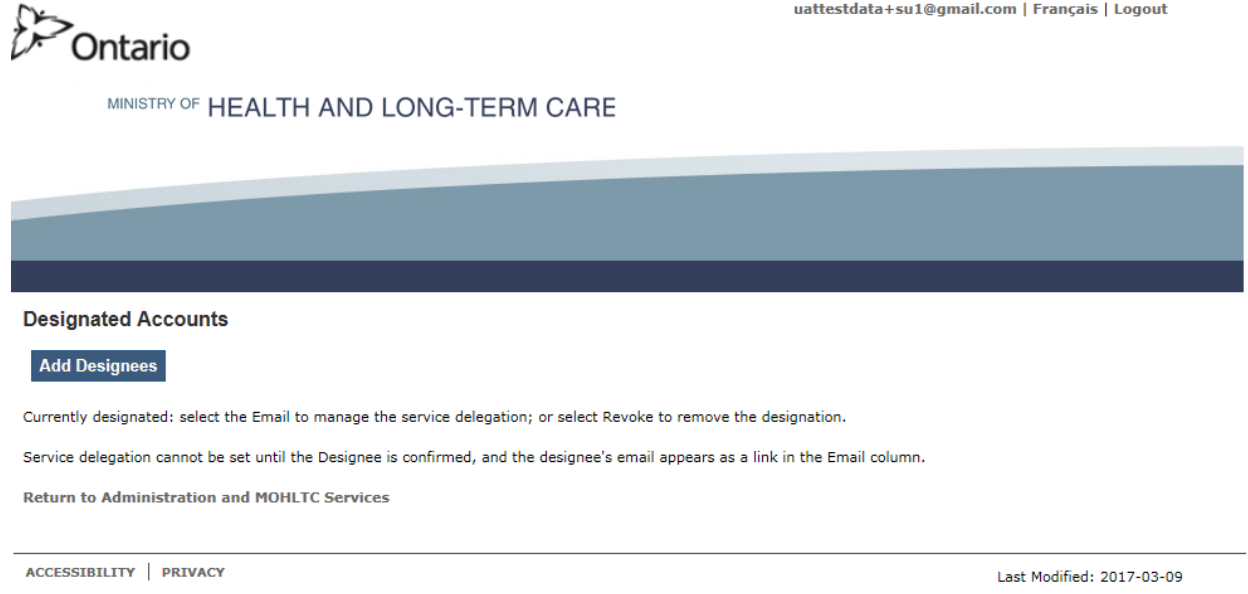 uattestdata+su1@gmail.com | Français | Logout
Ontario
MINISTRY OF HEALTH AND LONG-TERM CARE
Designated Accounts
Add Designees
Currently designated: select the Email to manage the service delegation; or select Revoke to remove the designation.
Service delegation cannot be set until the Designee is confirmed, and the designee's email appears as a link in the Email column.
Return to Administration and MOHLTC Services
ACCESSIBILITY | PRIVACY
Last Modified: 2017-03-09